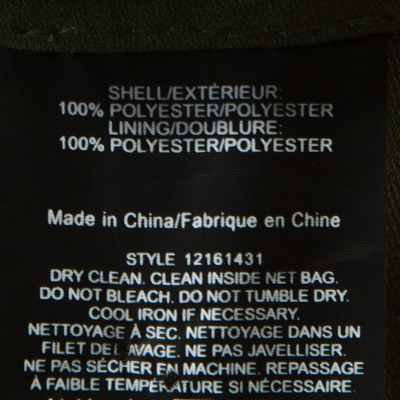 SHELL/EXTÉRIEUR:
100% POLYESTER/POLYESTER
LINING/DOUBLURE:
100% POLYESTER/POLYESTER
Made in China/Fabrique en Chine
STYLE 12161431
DRY CLEAN. CLEAN INSIDE NET BAG.
DO NOT BLEACH. DO NOT TUMBLE DRY.
COOL IRON IF NECESSARY.
NETTOYAGE À SEC. NETTOYAGE DANS UN
FILET DE LAVAGE. NE PAS JAVELLISER.
NE PAS SÉCHER EN MACHINE. REPASSAGE
À FAIBLE TEMPÉRATURE SI NÉCESSAIRE.